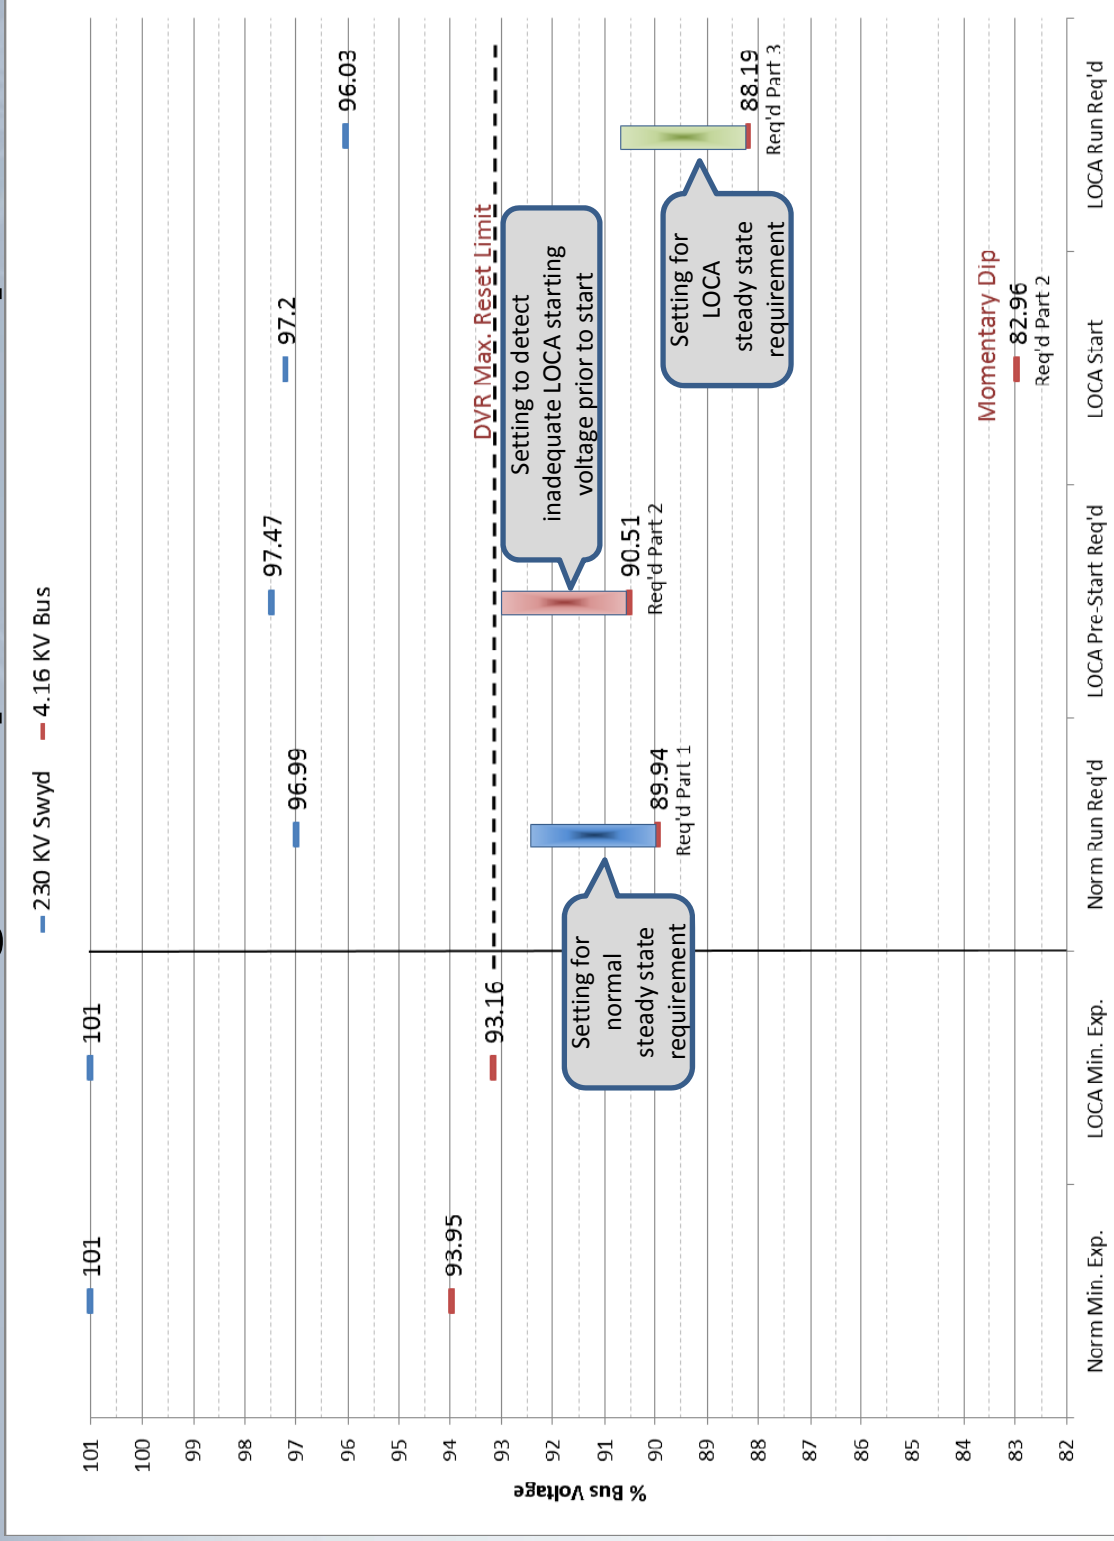 230 KV Swyd
4.16 KV Bus
% Bus Voltage
101
100
99
98
97
96
95
94
93
92
91
90
89
88
87
86
85
84
83
82
101
93.95
101
93.16
96.99
89.94
Req'd Part 1
97.47
90.51
Req'd Part 2
97.2
Momentary Dip
82.96
Req'd Part 2
96.03
88.19
Req'd Part 3
DVR Max. Reset Limit
Setting for
normal
steady state
requirement
Setting to detect
inadequate LOCA starting
voltage prior to start
Setting for
LOCA
steady state
requirement
Norm Min. Exp.
LOCA Min. Exp.
Norm Run Req'd
LOCA Pre-Start Req'd
LOCA Start
LOCA Run Req'd